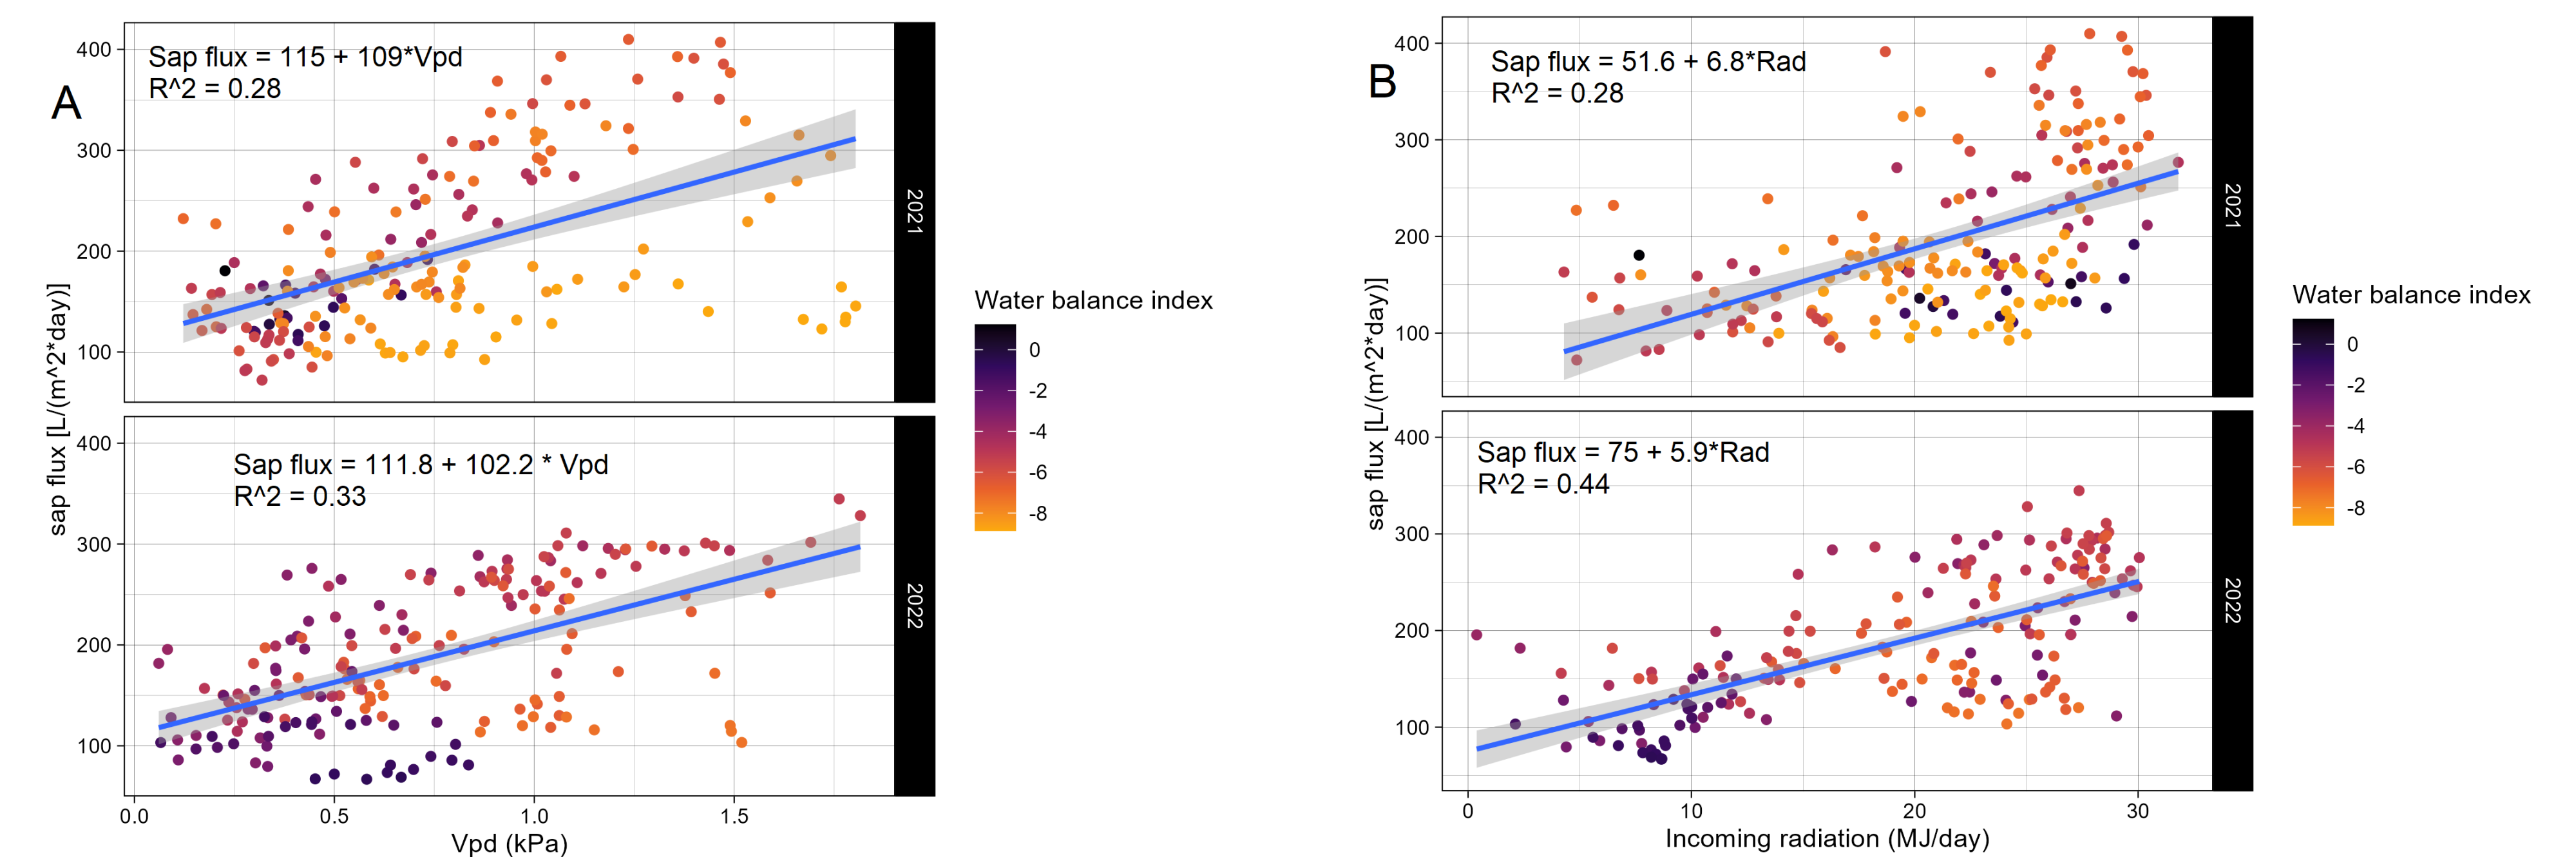 A
sap flux [L/(m^2*day)]
400
300
200
100
Sap flux = 115 + 109*Vpd
R^2 = 0.28
2021
400
300
200
100
Sap flux = 111.8 + 102.2 * Vpd
R^2 = 0.33
2022
0.0 0.5 1.0 1.5
Vpd (kPa)
Water balance index
0
-2
-4
-6
-8
B
sap flux [L/(m^2*day)]
400
300
200
100
Sap flux = 51.6 + 6.8*Rad
R^2 = 0.28
2021
400
300
200
100
Sap flux = 75 + 5.9*Rad
R^2 = 0.44
2022
0 10 20 30
Incoming radiation (MJ/day)
Water balance index
0
-2
-4
-6
-8